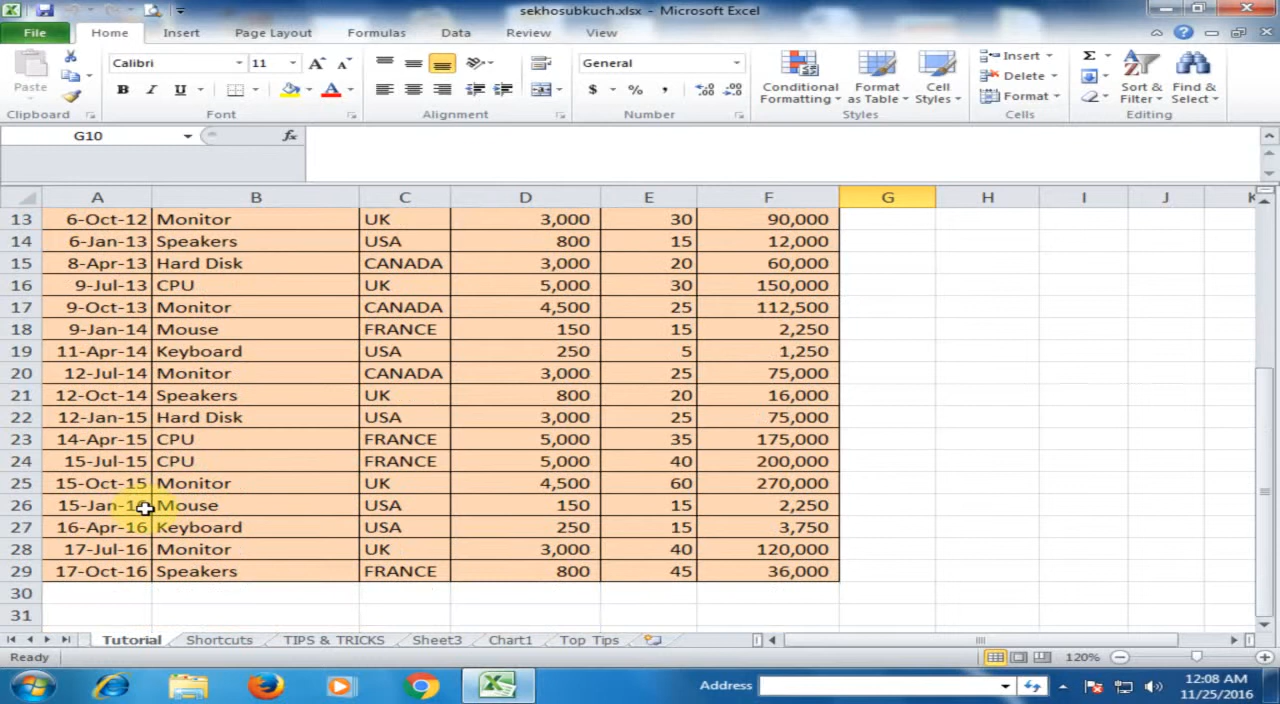 sekhosubkuch.xlsx - Microsoft Excel
File Home Insert Page Layout Formulas Data Review View
Paste
Calibri 11
B I U
General
$ % ,
Conditional Formatting
Format as Table
Cell Styles
Insert
Delete
Format
Σ
Sort & Filter
Find & Select
Clipboard Font Alignment Number Styles Cells Editing
G10 fx
A B C D E F G H I J K
13 6-Oct-12 Monitor UK 3,000 30 90,000
14 6-Jan-13 Speakers USA 800 15 12,000
15 8-Apr-13 Hard Disk CANADA 3,000 20 60,000
16 9-Jul-13 CPU UK 5,000 30 150,000
17 9-Oct-13 Monitor CANADA 4,500 25 112,500
18 9-Jan-14 Mouse FRANCE 150 15 2,250
19 11-Apr-14 Keyboard USA 250 5 1,250
20 12-Jul-14 Monitor CANADA 3,000 25 75,000
21 12-Oct-14 Speakers UK 800 20 16,000
22 12-Jan-15 Hard Disk USA 3,000 25 75,000
23 14-Apr-15 CPU FRANCE 5,000 35 175,000
24 15-Jul-15 CPU FRANCE 5,000 40 200,000
25 15-Oct-15 Monitor UK 4,500 60 270,000
26 Mouse USA 150 15 2,250
27 16-Apr-16 Keyboard USA 250 15 3,750
28 17-Jul-16 Monitor UK 3,000 40 120,000
29 17-Oct-16 Speakers FRANCE 800 45 36,000
30
31
Tutorial Shortcuts TIPS & TRICKS Sheet3 Chart1 Top Tips
Ready 120%
Address
12:08 AM
11/25/2016